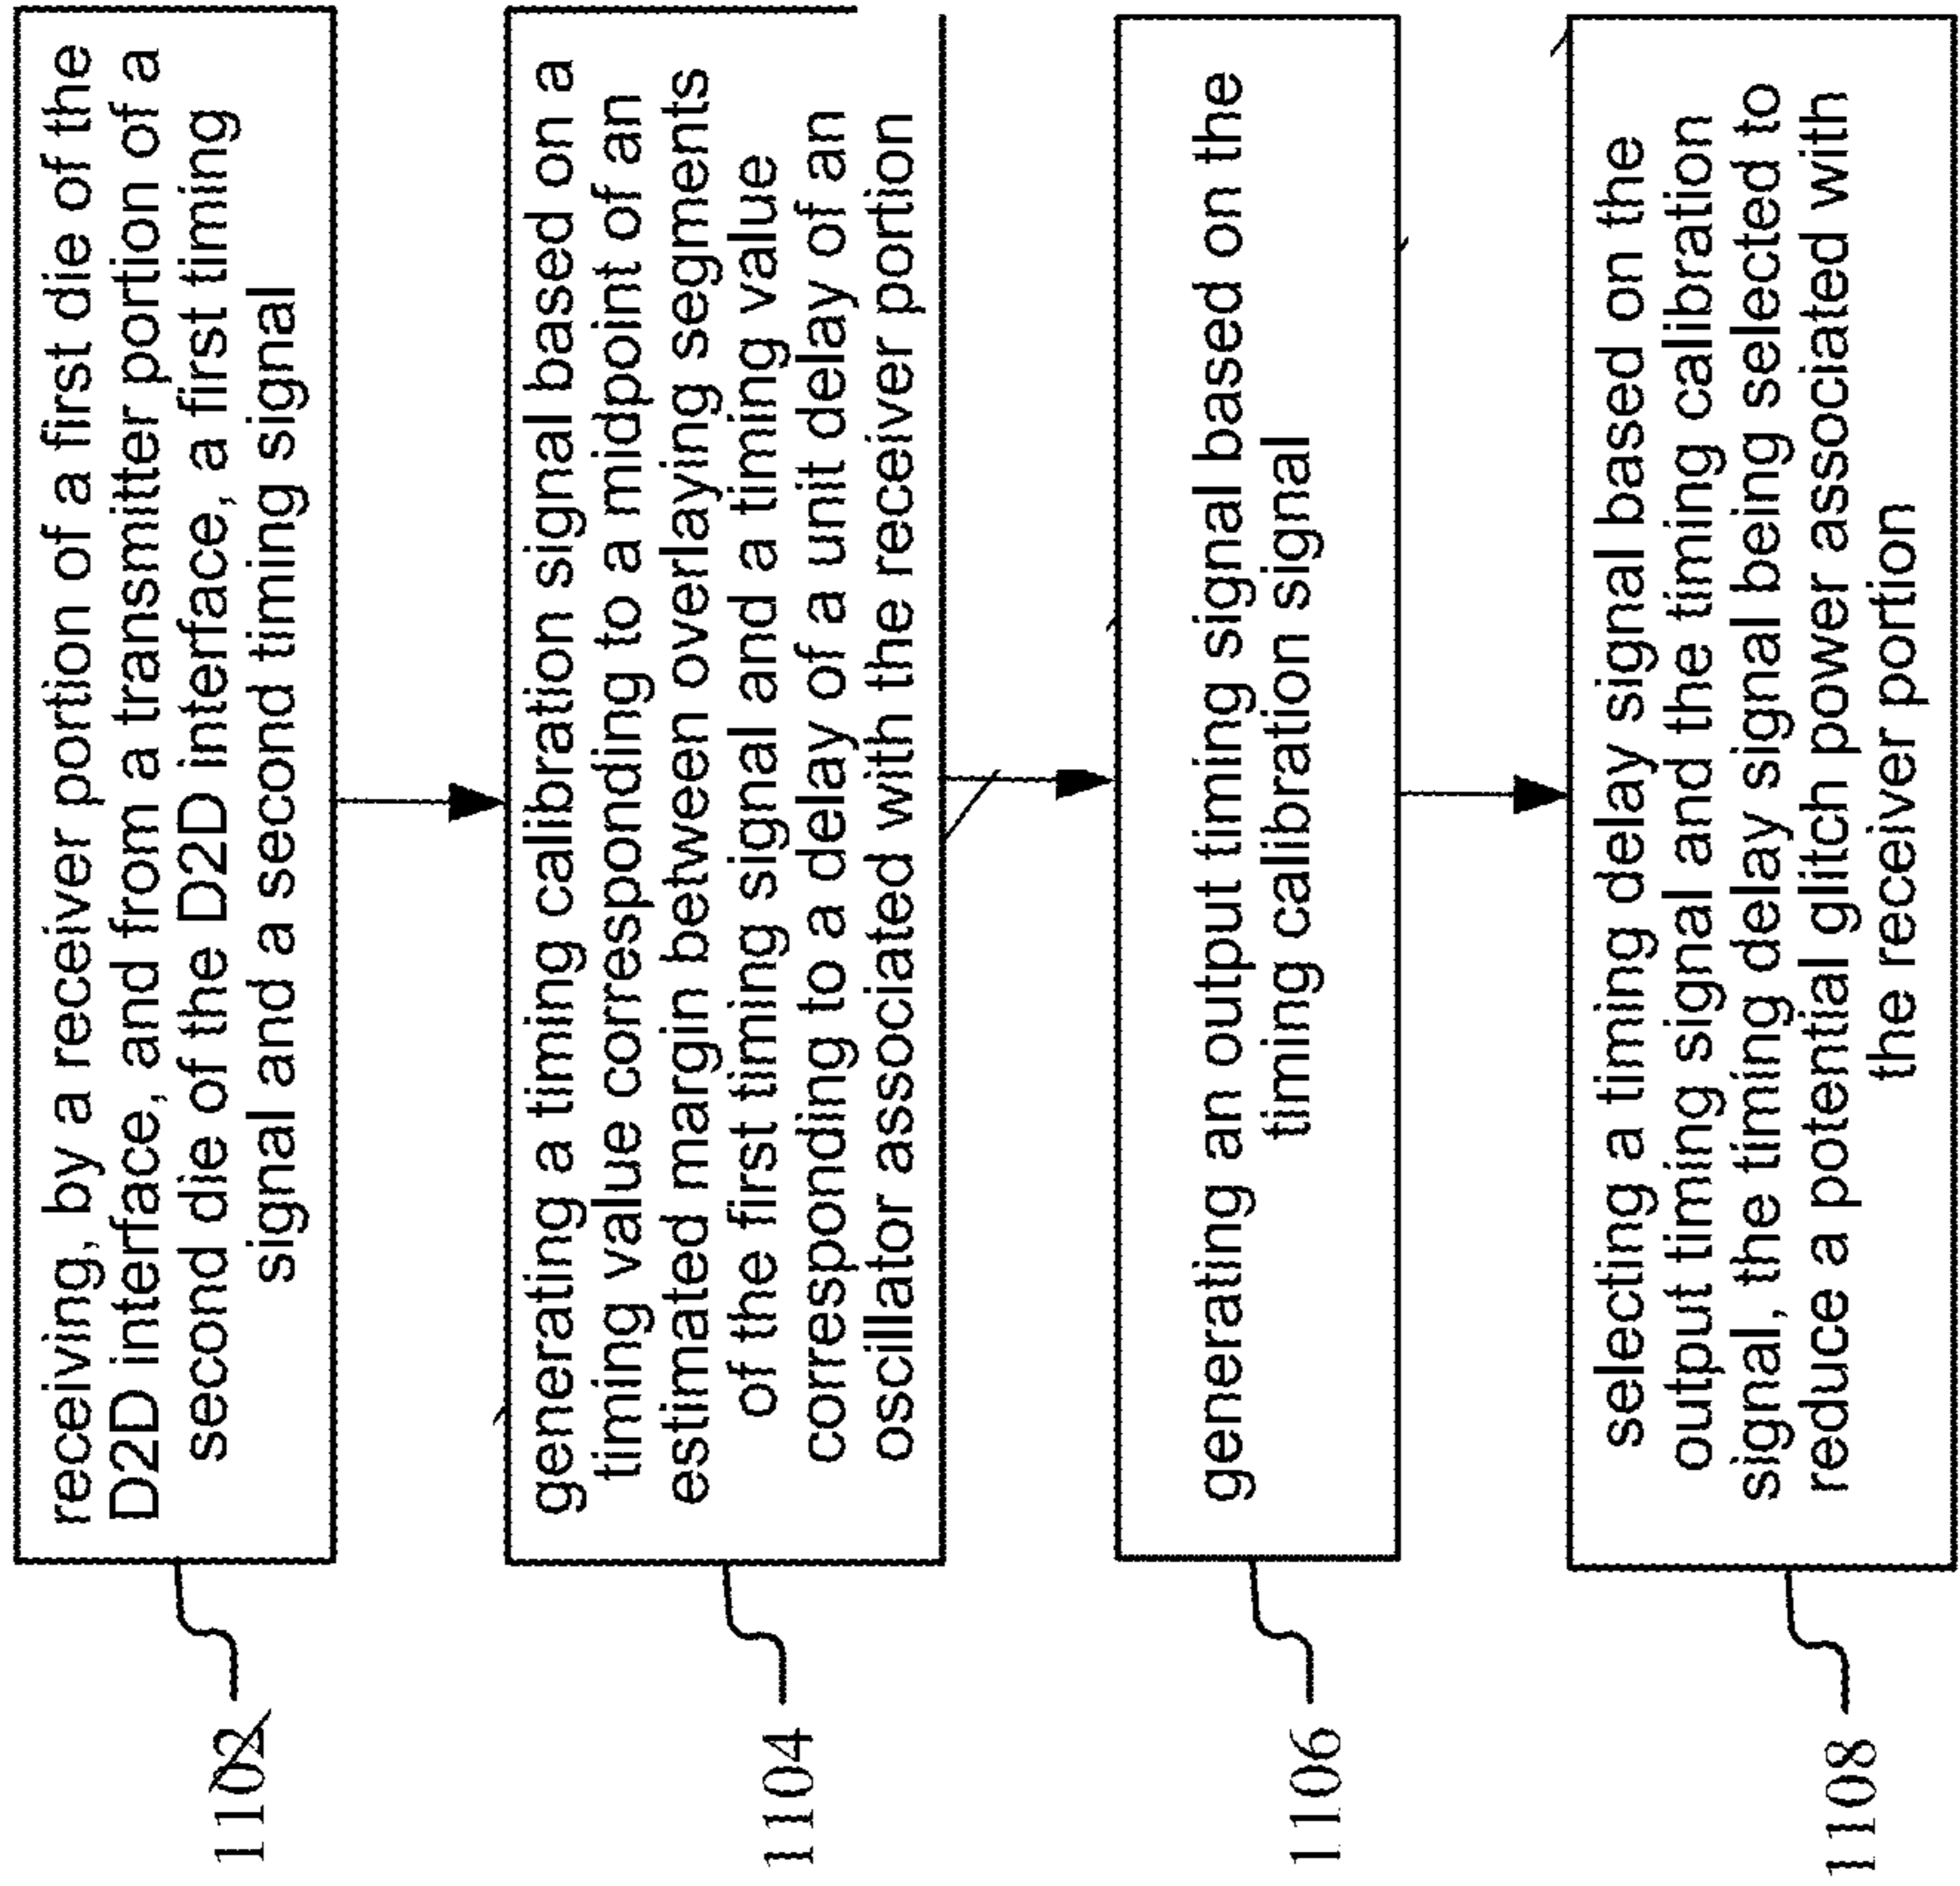 receiving, by a receiver portion of a first die of the
D2D interface, and from a transmitter portion of a
second die of the D2D interface, a first timing
signal and a second timing signal
1102
generating a timing calibration signal based on a
timing value corresponding to a midpoint of an
estimated margin between overlaying segments
of the first timing signal and a timing value
corresponding to a delay of a unit delay of an
oscillator associated with the receiver portion
1104
generating an output timing signal based on the
timing calibration signal
1106
selecting a timing delay signal based on the
output timing signal and the timing calibration
signal, the timing delay signal being selected to
reduce a potential glitch power associated with
the receiver portion
1108